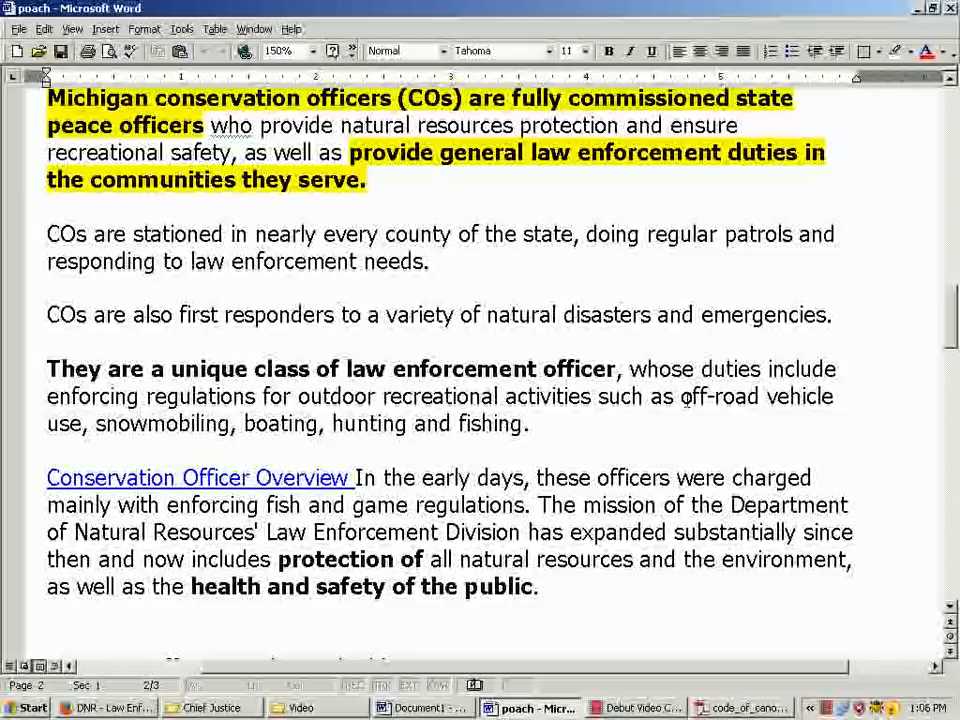 poach - Microsoft Word
File Edit View Insert Format Tools Table Window Help
150% Normal Tahoma 11 B I U A
1 2 3 4 5
Michigan conservation officers (COs) are fully commissioned state
peace officers who provide natural resources protection and ensure
recreational safety, as well as provide general law enforcement duties in
the communities they serve.
COs are stationed in nearly every county of the state, doing regular patrols and
responding to law enforcement needs.
COs are also first responders to a variety of natural disasters and emergencies.
They are a unique class of law enforcement officer, whose duties include
enforcing regulations for outdoor recreational activities such as off-road vehicle
use, snowmobiling, boating, hunting and fishing.
Conservation Officer Overview In the early days, these officers were charged
mainly with enforcing fish and game regulations. The mission of the Department
of Natural Resources' Law Enforcement Division has expanded substantially since
then and now includes protection of all natural resources and the environment,
as well as the health and safety of the public.
Page 2 Sec 1 2/3
Start DNR - Law Enf... Chief Justice Video Document1 - ... poach - Micr... Debut Video C... code_of_cano... « 1:06 PM